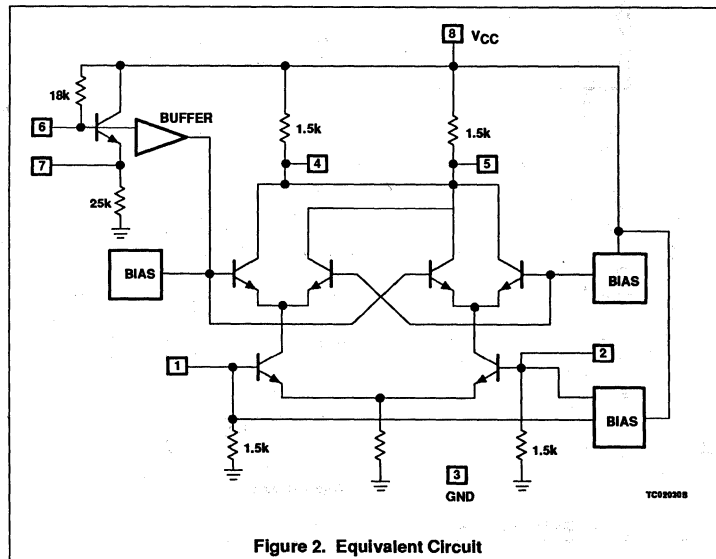 8 VCC
18k
6
BUFFER
1.5k
1.5k
7
4
5
25k
BIAS
BIAS
1
2
BIAS
1.5k
1.5k
3
GND
TC02030S
Figure 2. Equivalent Circuit